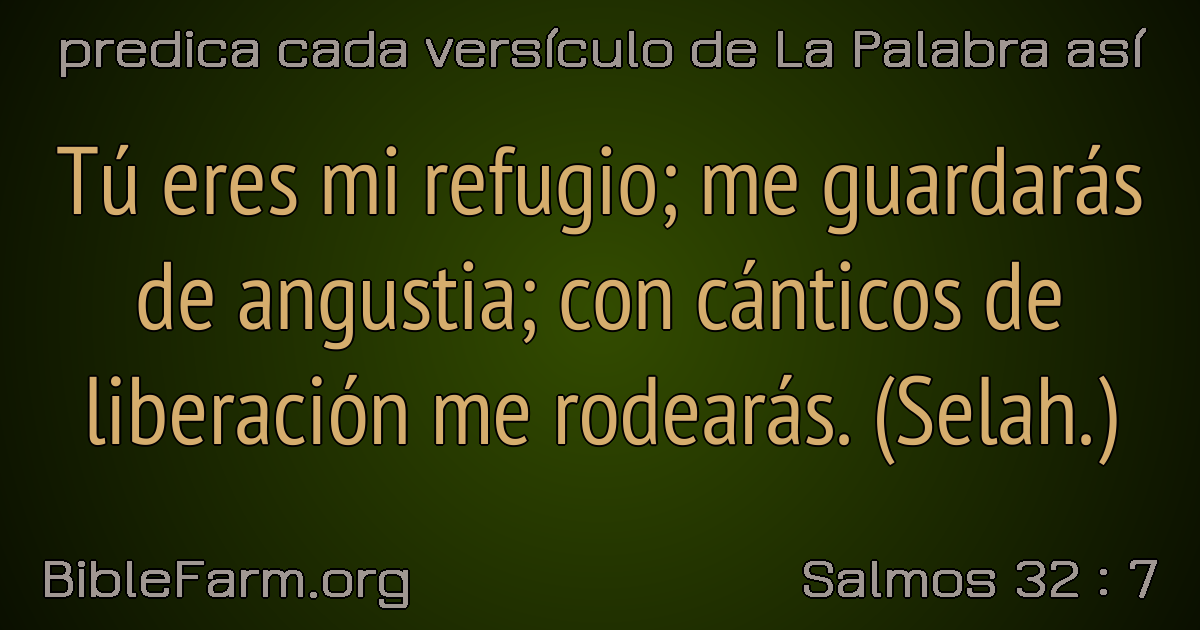 predica cada versículo de La Palabra así
Tú eres mi refugio; me guardarás
de angustia; con cánticos de
liberación me rodearás. (Selah.)
BibleFarm.org
Salmos 32 : 7